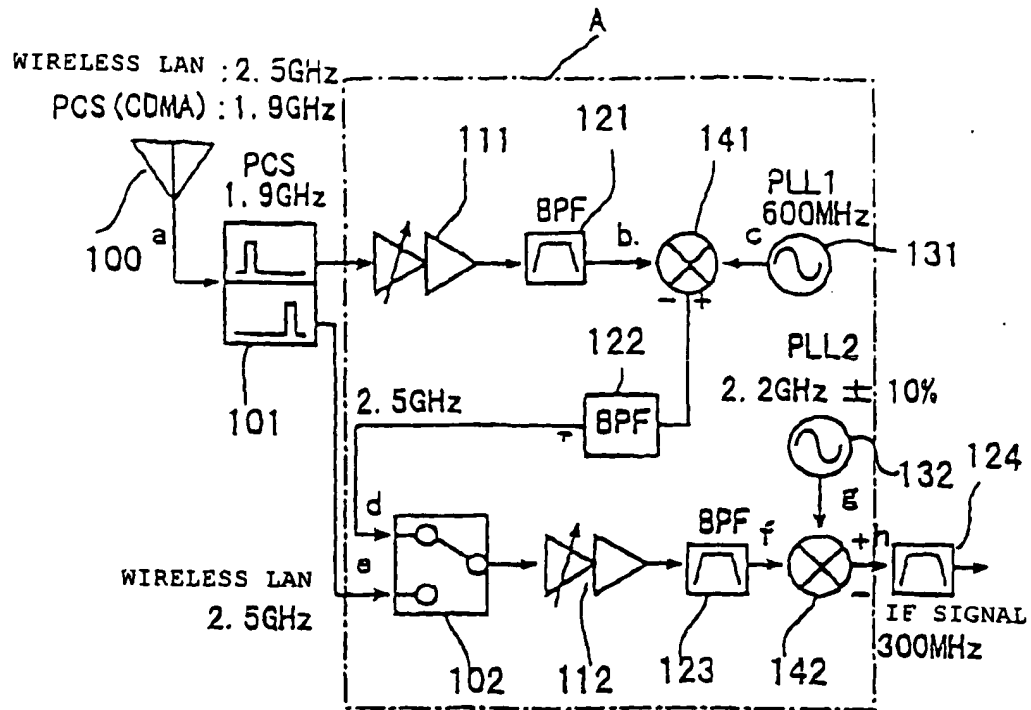 A
WIRELESS LAN : 2.5GHz
PCS(CDMA) : 1.9GHz
PCS
1.9GHz
111
121
141
BPF
PLL1
600MHz
100
a
b.
c
131
- +
101
2.5GHz
122
BPF
PLL2
2.2GHz ± 10%
132
124
d
g
e
BPF
f
+
h
-
WIRELESS LAN
2.5GHz
102
112
123
142
IF SIGNAL
300MHz